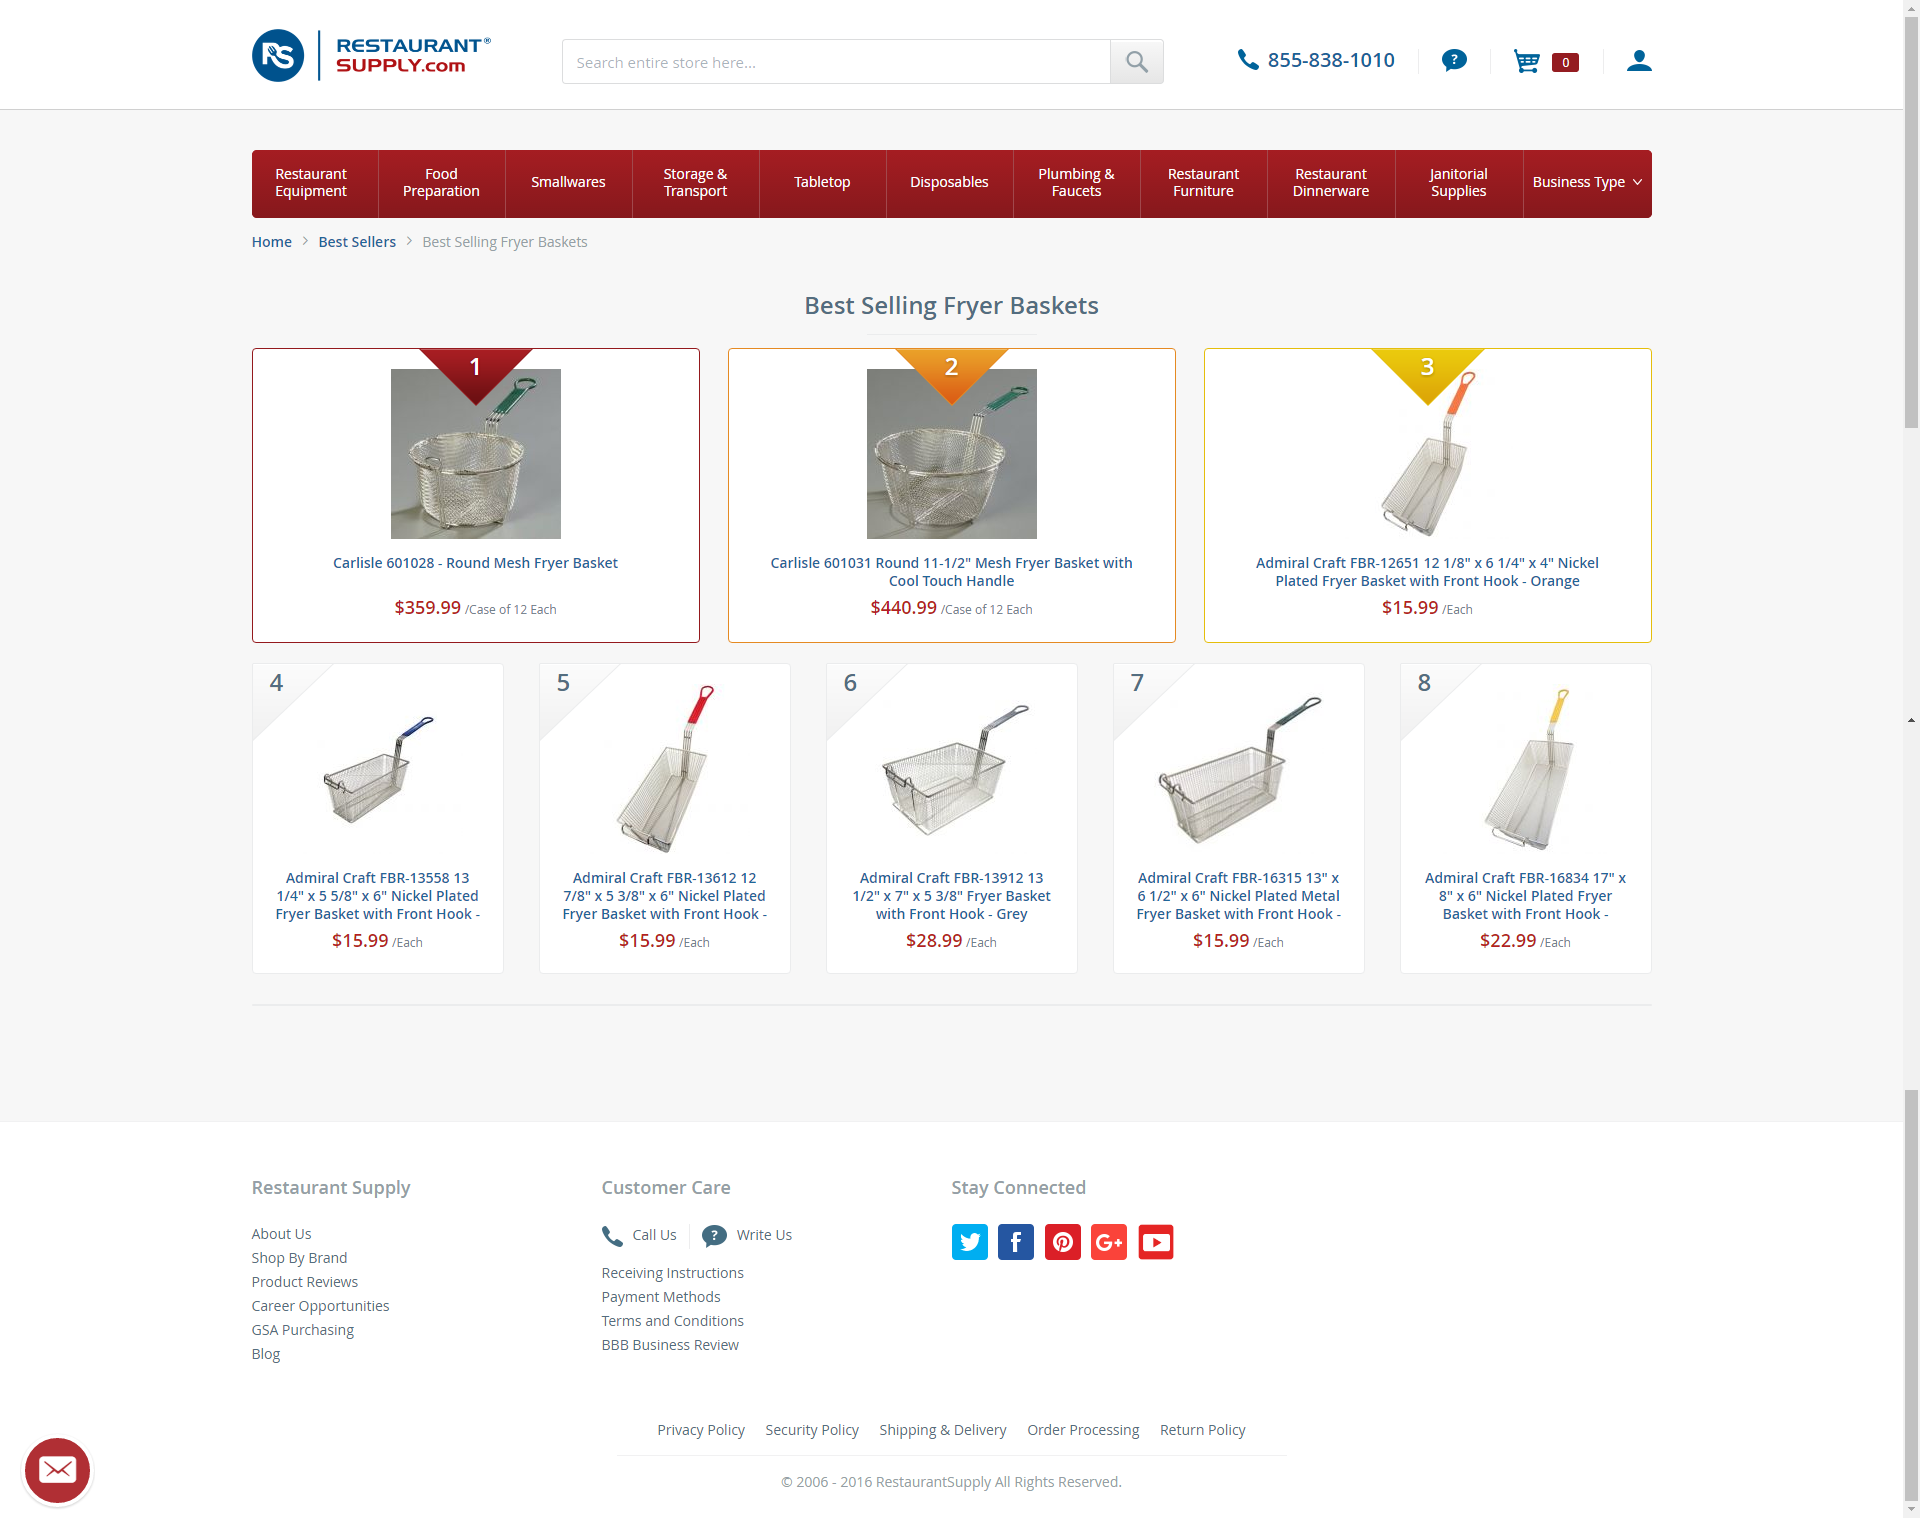 RS
RESTAURANT®
SUPPLY.com
Search entire store here...
855-838-1010
?
0
Restaurant
Equipment
Food
Preparation
Smallwares
Storage &
Transport
Tabletop
Disposables
Plumbing &
Faucets
Restaurant
Furniture
Restaurant
Dinnerware
Janitorial
Supplies
Business Type
Home > Best Sellers > Best Selling Fryer Baskets
Best Selling Fryer Baskets
1
Carlisle 601028 - Round Mesh Fryer Basket
$359.99 /Case of 12 Each
2
Carlisle 601031 Round 11-1/2" Mesh Fryer Basket with
Cool Touch Handle
$440.99 /Case of 12 Each
3
Admiral Craft FBR-12651 12 1/8" x 6 1/4" x 4" Nickel
Plated Fryer Basket with Front Hook - Orange
$15.99 /Each
4
Admiral Craft FBR-13558 13
1/4" x 5 5/8" x 6" Nickel Plated
Fryer Basket with Front Hook -
$15.99 /Each
5
Admiral Craft FBR-13612 12
7/8" x 5 3/8" x 6" Nickel Plated
Fryer Basket with Front Hook -
$15.99 /Each
6
Admiral Craft FBR-13912 13
1/2" x 7" x 5 3/8" Fryer Basket
with Front Hook - Grey
$28.99 /Each
7
Admiral Craft FBR-16315 13" x
6 1/2" x 6" Nickel Plated Metal
Fryer Basket with Front Hook -
$15.99 /Each
8
Admiral Craft FBR-16834 17" x
8" x 6" Nickel Plated Fryer
Basket with Front Hook -
$22.99 /Each
Restaurant Supply
About Us
Shop By Brand
Product Reviews
Career Opportunities
GSA Purchasing
Blog
Customer Care
Call Us
? Write Us
Receiving Instructions
Payment Methods
Terms and Conditions
BBB Business Review
Stay Connected
f
G+
Privacy Policy Security Policy Shipping & Delivery Order Processing Return Policy
© 2006 - 2016 RestaurantSupply All Rights Reserved.